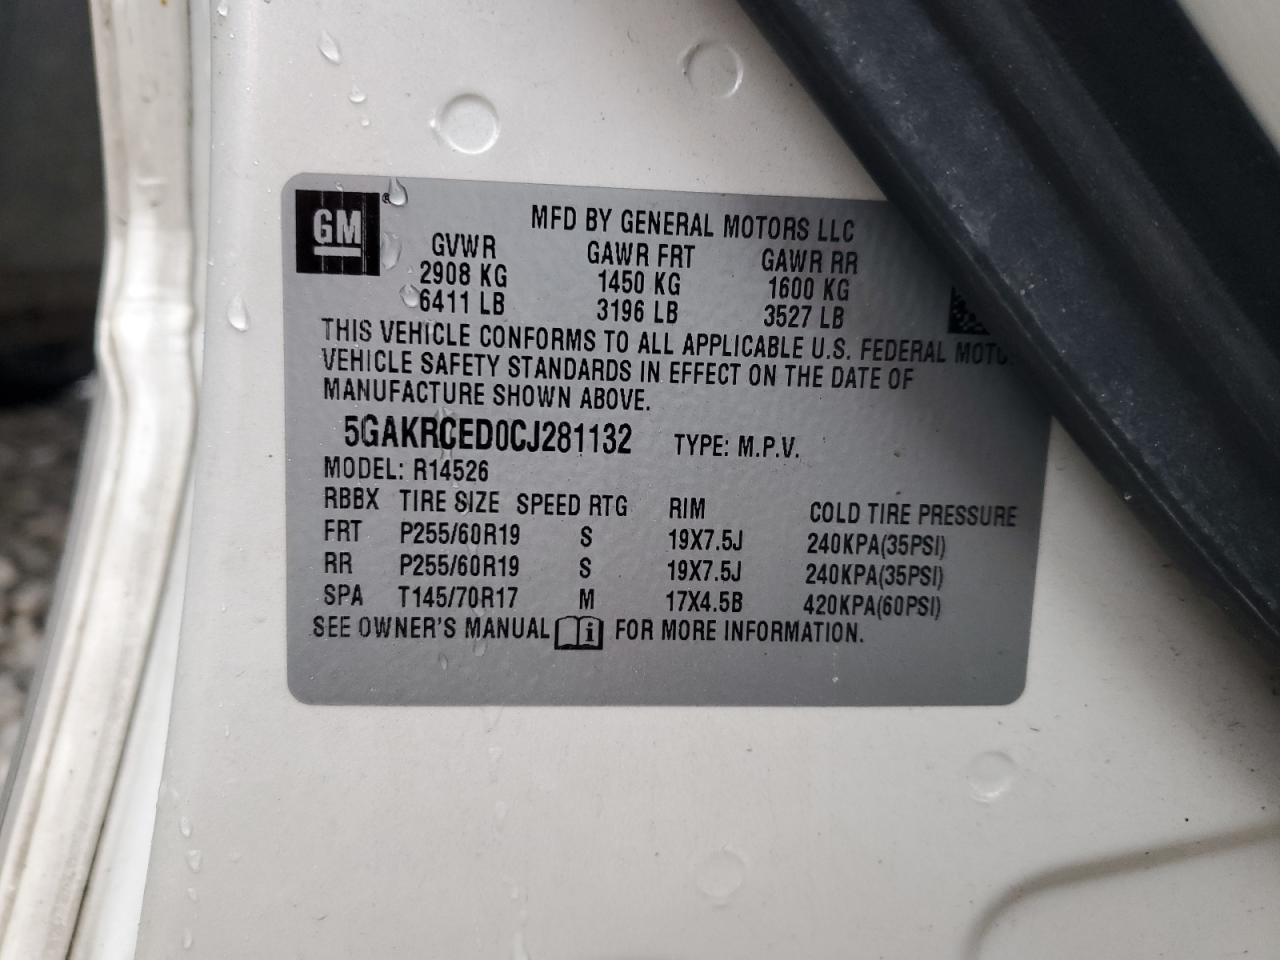 GM®
MFD BY GENERAL MOTORS LLC
GVWR GAWR FRT GAWR RR
2908 KG 1450 KG 1600 KG
6411 LB 3196 LB 3527 LB
THIS VEHICLE CONFORMS TO ALL APPLICABLE U.S. FEDERAL
VEHICLE SAFETY STANDARDS IN EFFECT ON THE DATE OF
MANUFACTURE SHOWN ABOVE.
5GAKRCED0CJ281132 TYPE: M.P.V.
MODEL: R14526
RBBX TIRE SIZE SPEED RTG RIM COLD TIRE PRESSURE
FRT P255/60R19 S 19X7.5J 240KPA(35PSI)
RR P255/60R19 S 19X7.5J 240KPA(35PSI)
SPA T145/70R17 M 17X4.5B 420KPA(60PSI)
SEE OWNER'S MANUAL i FOR MORE INFORMATION.